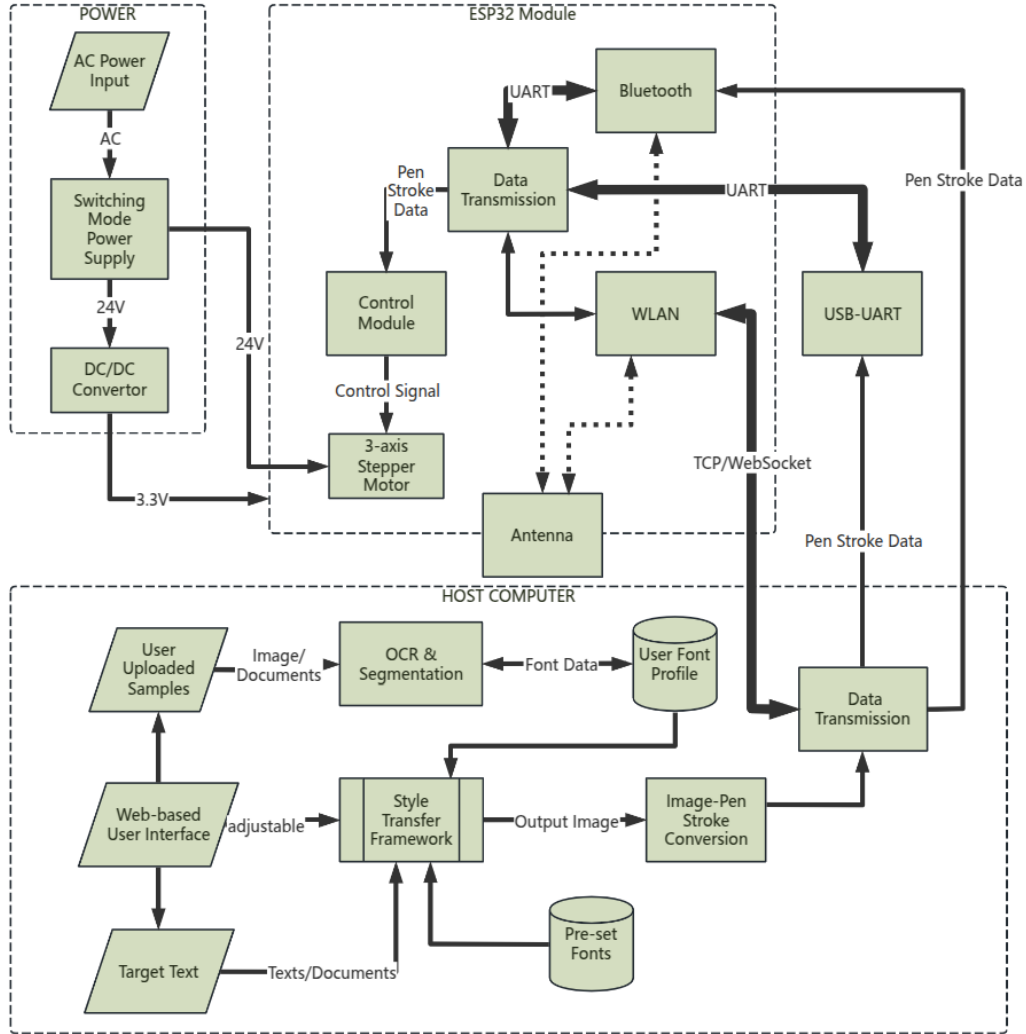 POWER
AC Power
Input
AC
Switching
Mode
Power
Supply
24V
DC/DC
Convertor
24V
3.3V
ESP32 Module
Bluetooth
UART
Data
Transmission
Pen
Stroke
Data
UART
Pen Stroke Data
Control
Module
WLAN
USB-UART
Control Signal
3-axis
Stepper
Motor
TCP/WebSocket
Antenna
Pen Stroke Data
HOST COMPUTER
User
Uploaded
Samples
Image/
Documents
OCR &
Segmentation
Font Data
User Font
Profile
Data
Transmission
Web-based
User Interface
adjustable
Style
Transfer
Framework
Output Image
Image-Pen
Stroke
Conversion
Target Text
Texts/Documents
Pre-set
Fonts